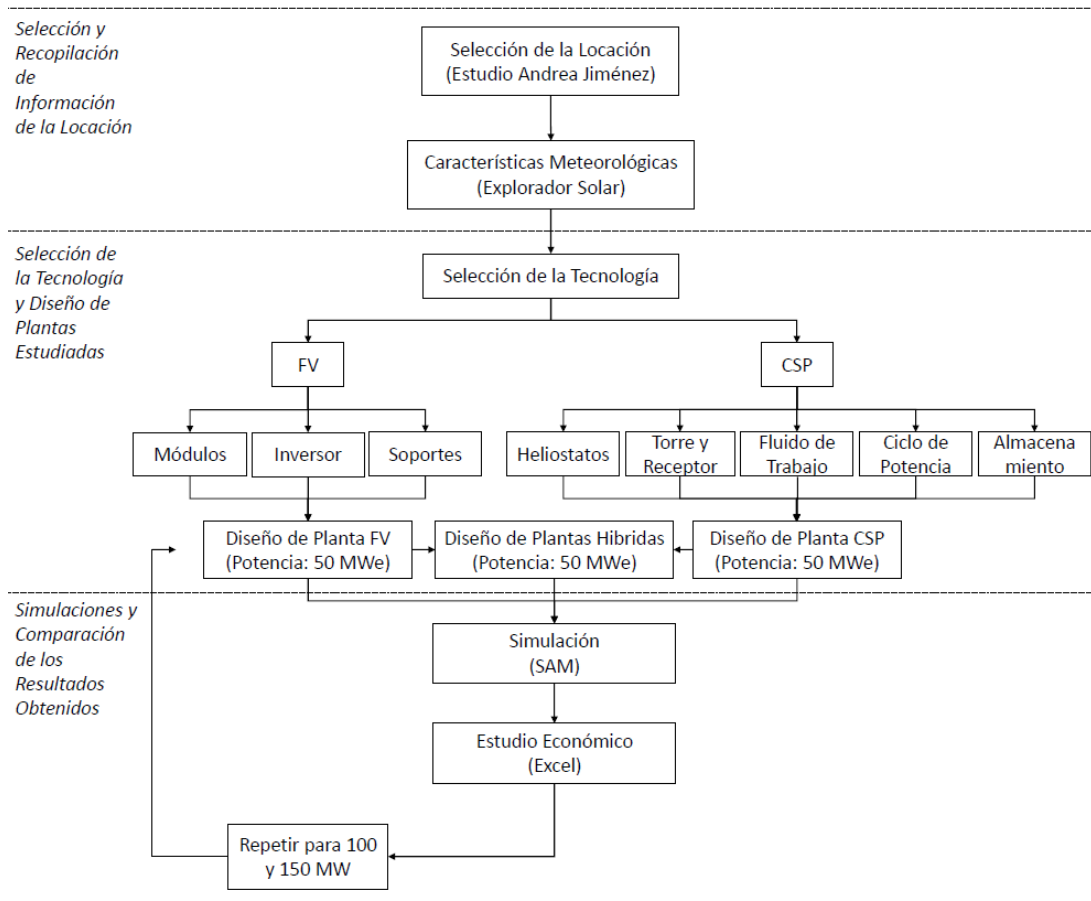 Selección y
Recopilación
de
Información
de la Locación
Selección de la Locación
(Estudio Andrea Jiménez)
Características Meteorológicas
(Explorador Solar)
Selección de
la Tecnología
y Diseño de
Plantas
Estudiadas
Selección de la Tecnología
FV
CSP
Módulos
Inversor
Soportes
Heliostatos
Torre y
Receptor
Fluido de
Trabajo
Ciclo de
Potencia
Almacena
miento
Diseño de Planta FV
(Potencia: 50 MWe)
Diseño de Plantas Hibridas
(Potencia: 50 MWe)
Diseño de Planta CSP
(Potencia: 50 MWe)
Simulaciones y
Comparación
de los
Resultados
Obtenidos
Simulación
(SAM)
Estudio Económico
(Excel)
Repetir para 100
y 150 MW